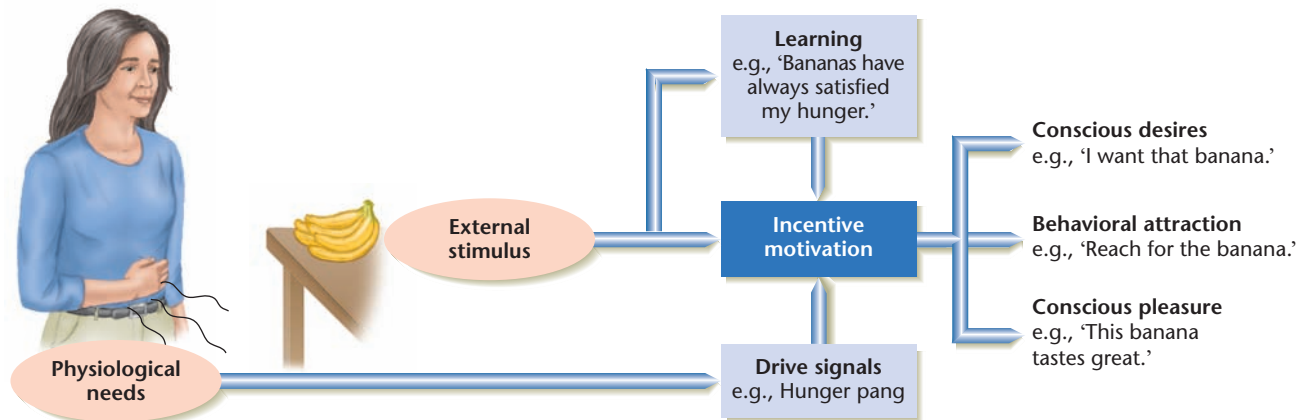 Learning
e.g., ‘Bananas have
always satisfied
my hunger.’
External
stimulus
Incentive
motivation
Physiological
needs
Drive signals
e.g., Hunger pang
Conscious desires
e.g., ‘I want that banana.’
Behavioral attraction
e.g., ‘Reach for the banana.’
Conscious pleasure
e.g., ‘This banana
tastes great.’